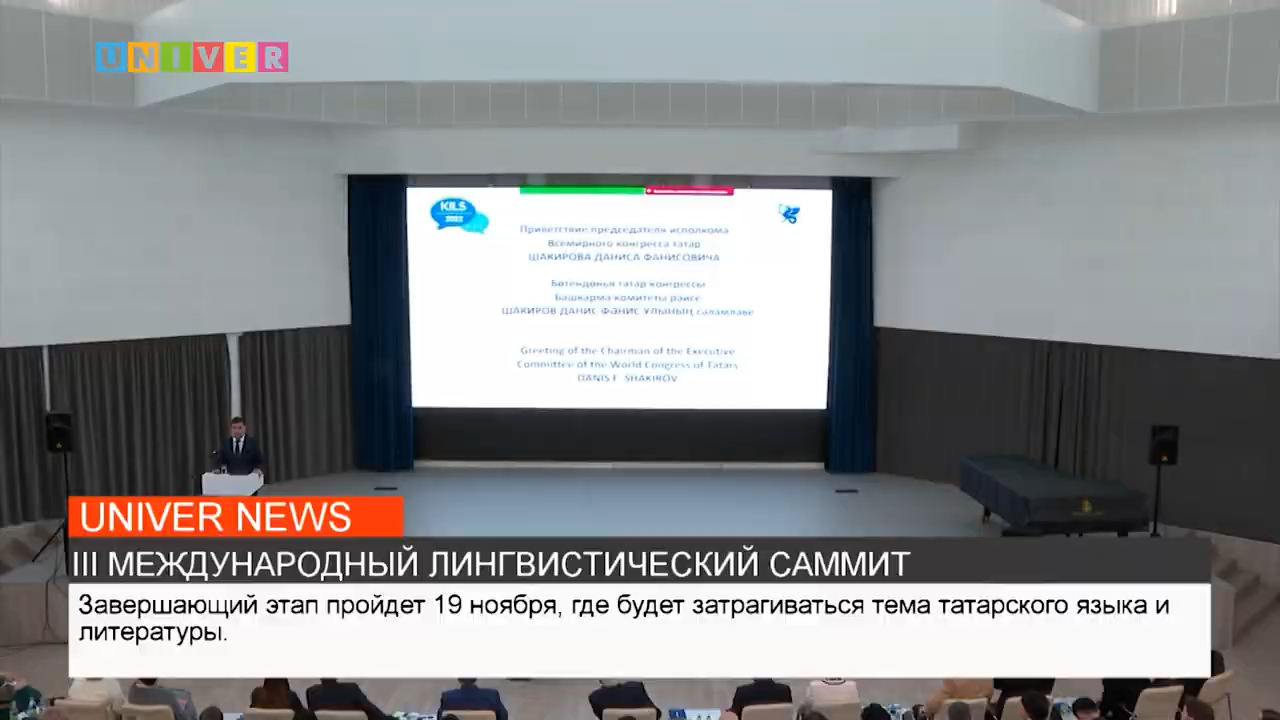 UNIVER
KILS
2022
Приветствие председателя исполкома
Всемирного конгресса татар
ШАКИРОВА ДАНИСА ФАНИСОВИЧА
Бөтендөнья татар конгрессы
Башкарма комитеты рәисе
ШАКИРОВ ДАНИС ФӘНИС УЛЫНЫҢ сәламләве
Greeting of the Chairman of the Executive
Committee of the World Congress of Tatars
DANIS F. SHAKIROV
UNIVER NEWS
III МЕЖДУНАРОДНЫЙ ЛИНГВИСТИЧЕСКИЙ САММИТ
Завершающий этап пройдет 19 ноября, где будет затрагиваться тема татарского языка и
литературы.